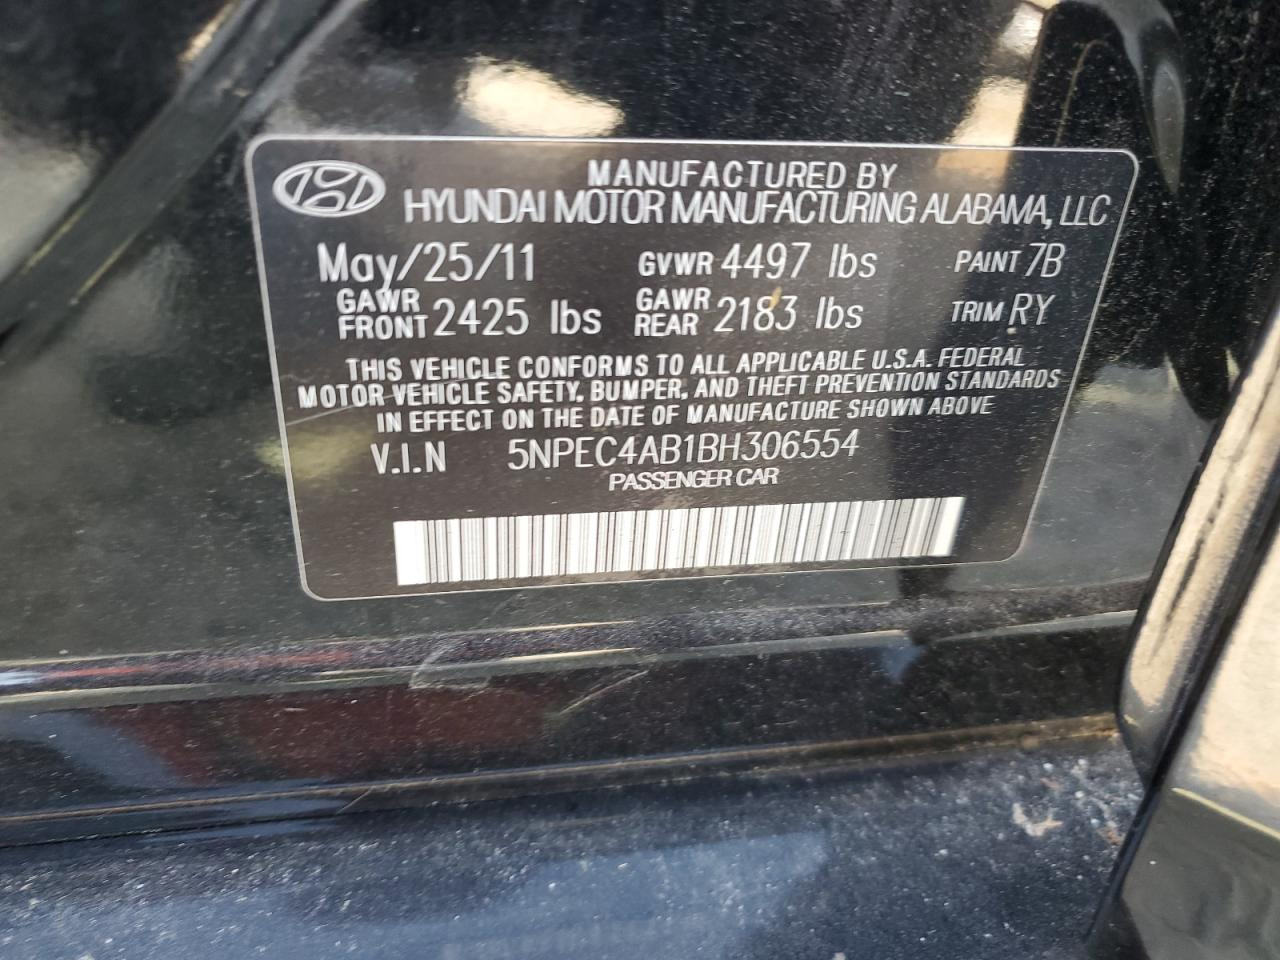 MANUFACTURED BY
HYUNDAI MOTOR MANUFACTURING ALABAMA, LLC
May/25/11 GVWR 4497 lbs PAINT 7B
GAWR FRONT 2425 lbs GAWR REAR 2183 lbs TRIM RY
THIS VEHICLE CONFORMS TO ALL APPLICABLE U.S.A. FEDERAL
MOTOR VEHICLE SAFETY, BUMPER, AND THEFT PREVENTION STANDARDS
IN EFFECT ON THE DATE OF MANUFACTURE SHOWN ABOVE
V.I.N 5NPEC4AB1BH306554
PASSENGER CAR